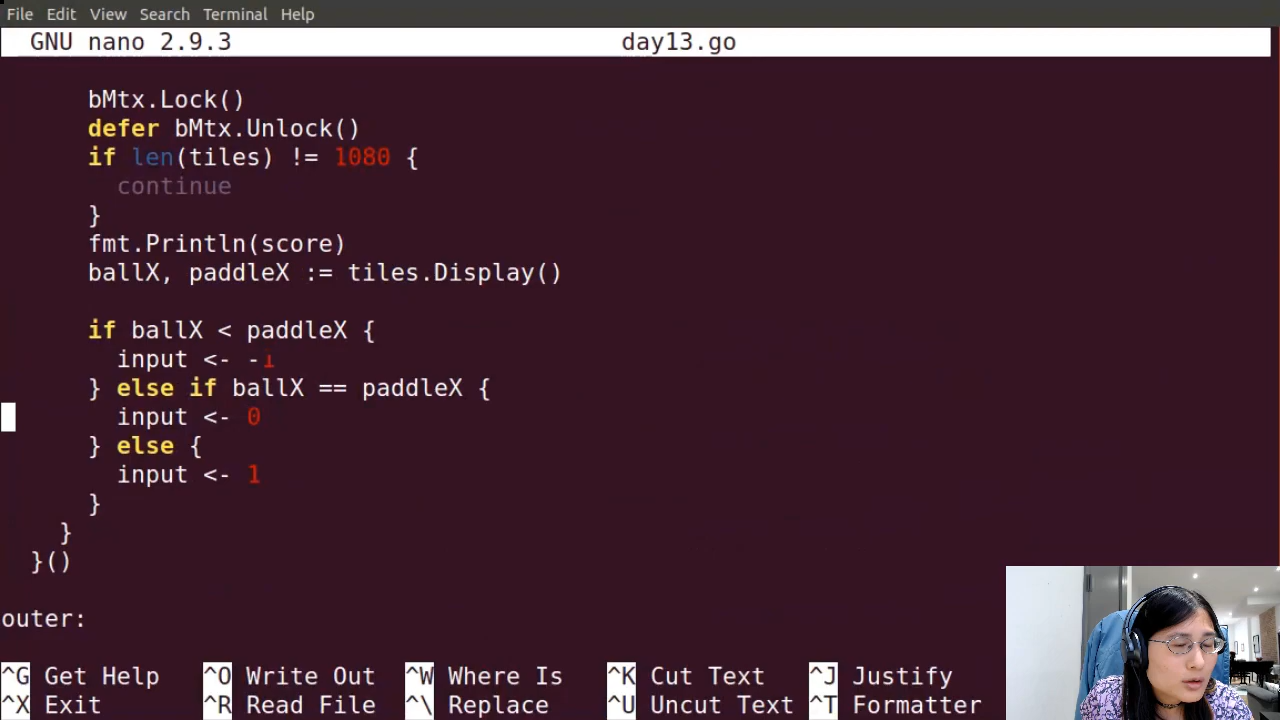 File Edit View Search Terminal Help
GNU nano 2.9.3 day13.go
bMtx.Lock()
defer bMtx.Unlock()
if len(tiles) != 1080 {
continue
}
fmt.Println(score)
ballX, paddleX := tiles.Display()
if ballX < paddleX {
input <- -1
} else if ballX == paddleX {
input <- 0
} else {
input <- 1
}
}
}()
outer:
^G Get Help ^O Write Out ^W Where Is ^K Cut Text ^J Justify
^X Exit ^R Read File ^\ Replace ^U Uncut Text ^T Formatter